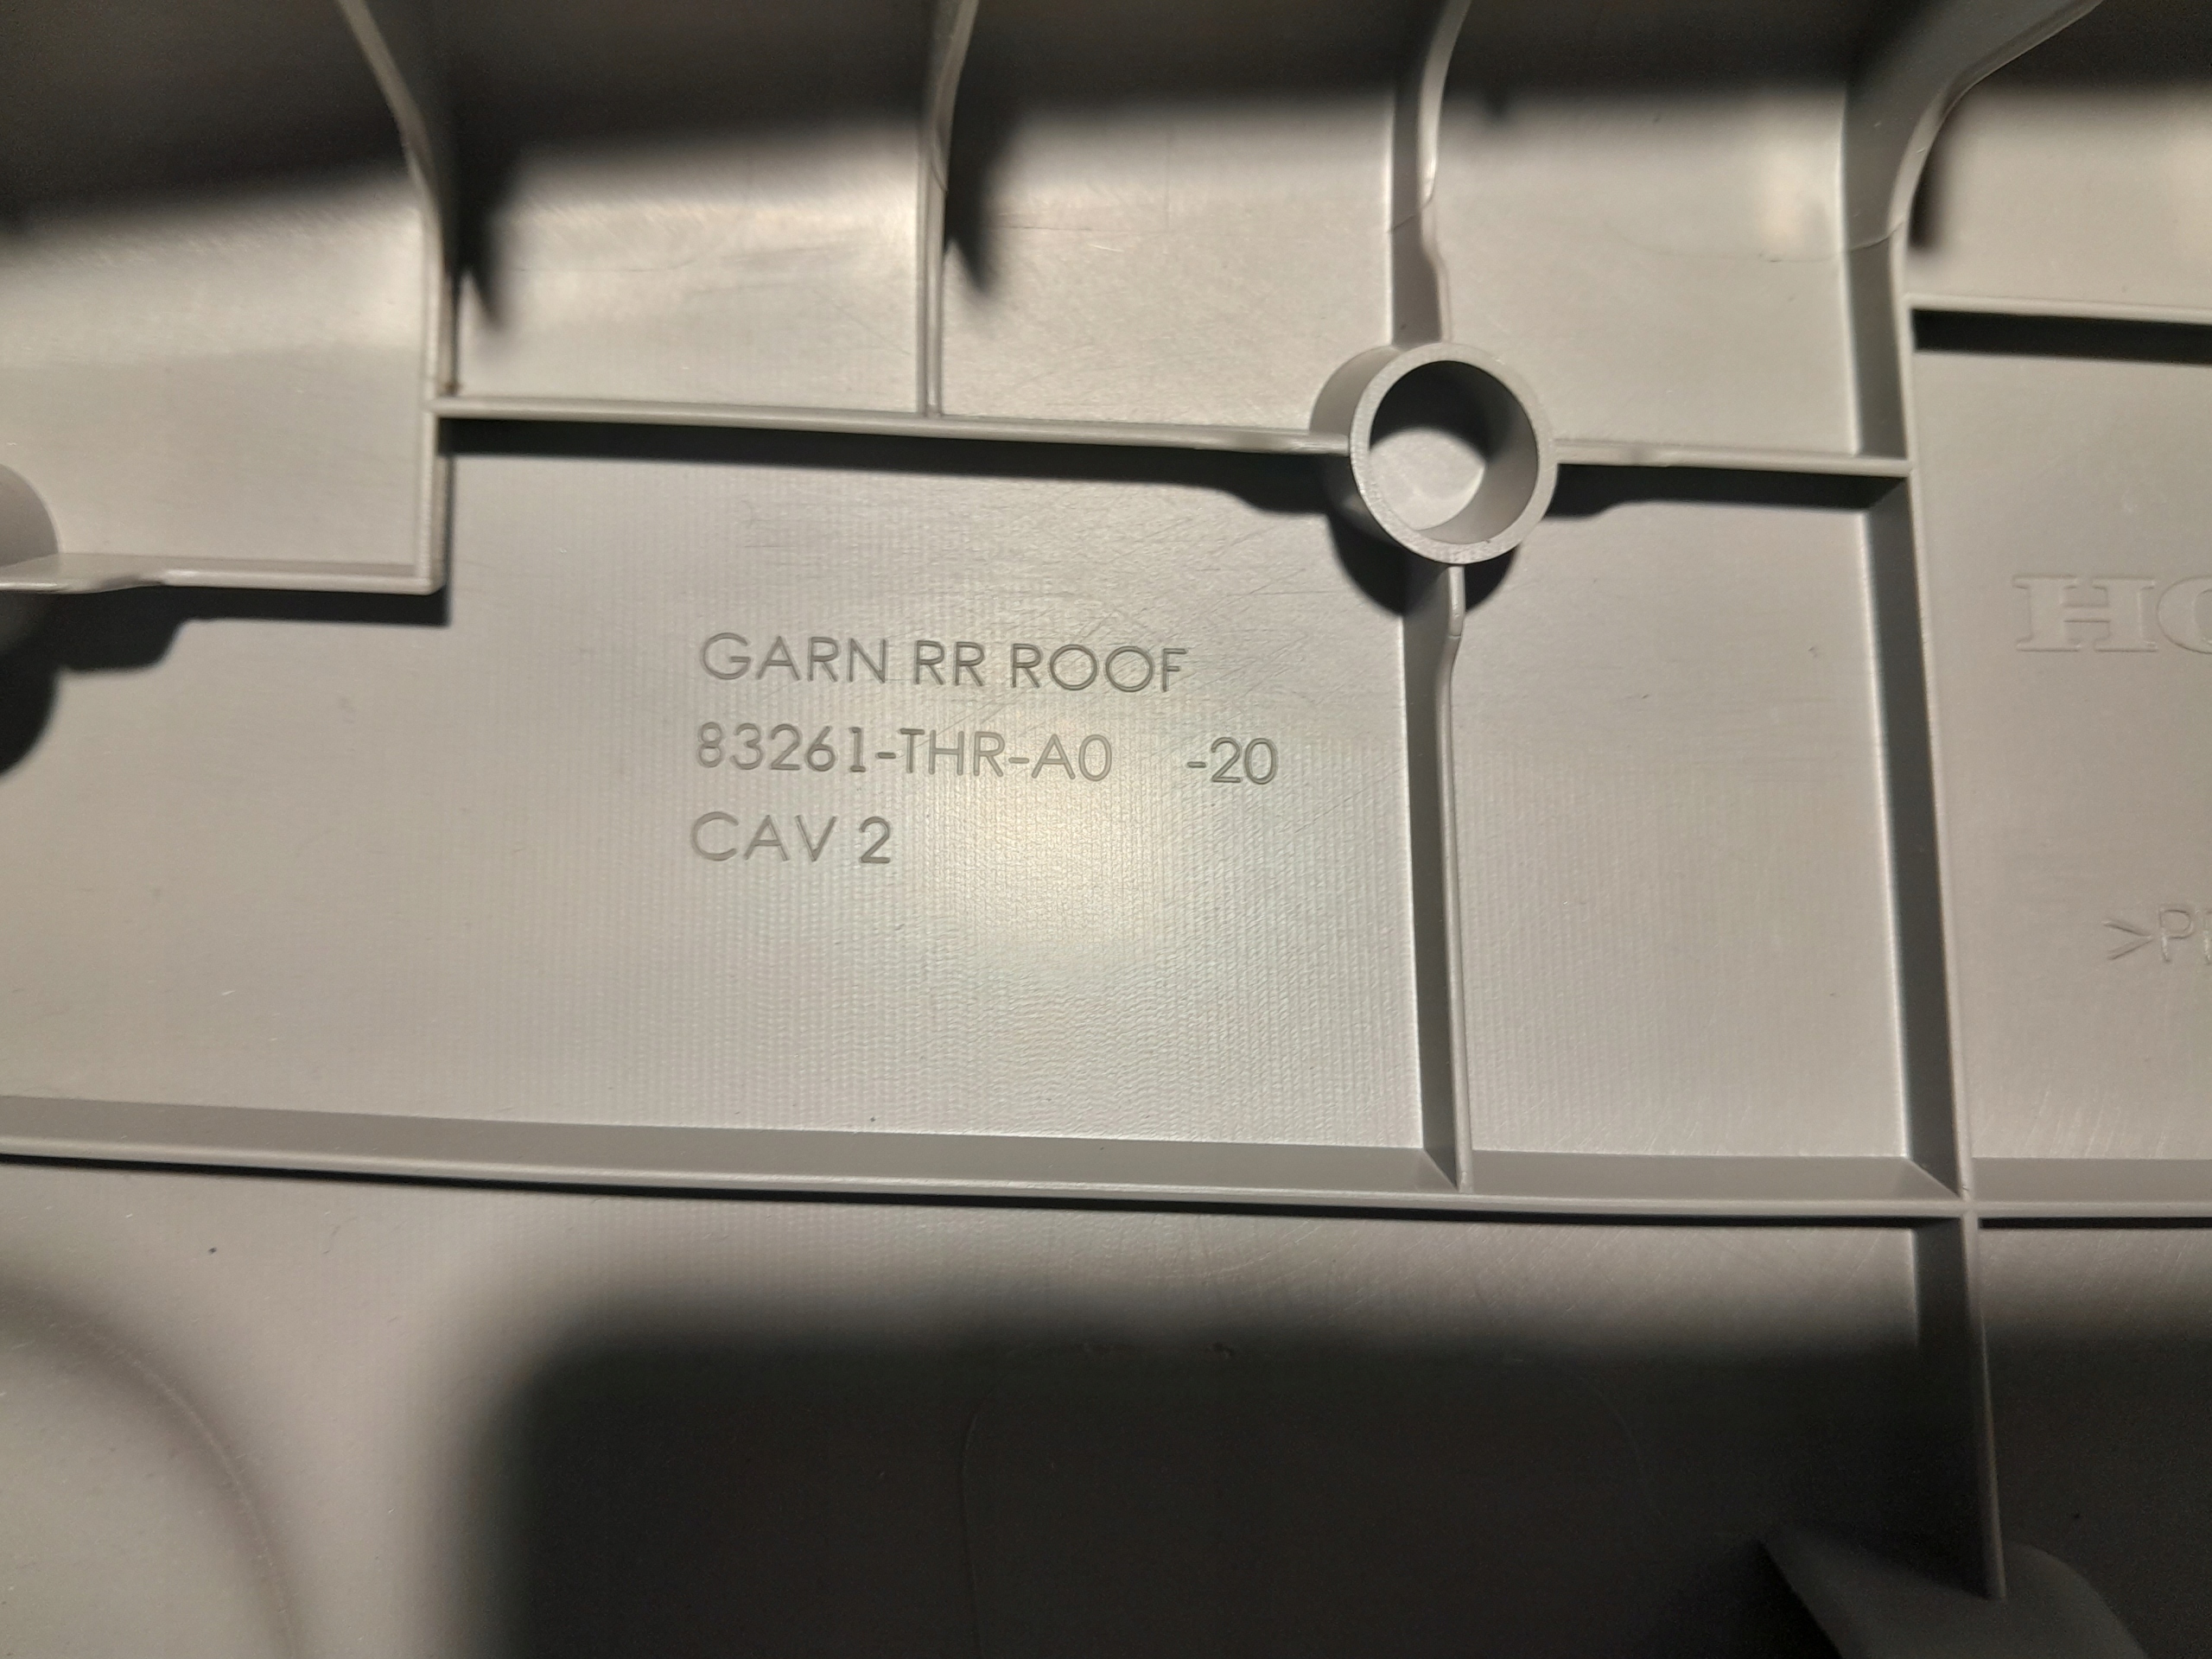 GARN RR ROOF
83261-THR-A0 -20
CAV 2